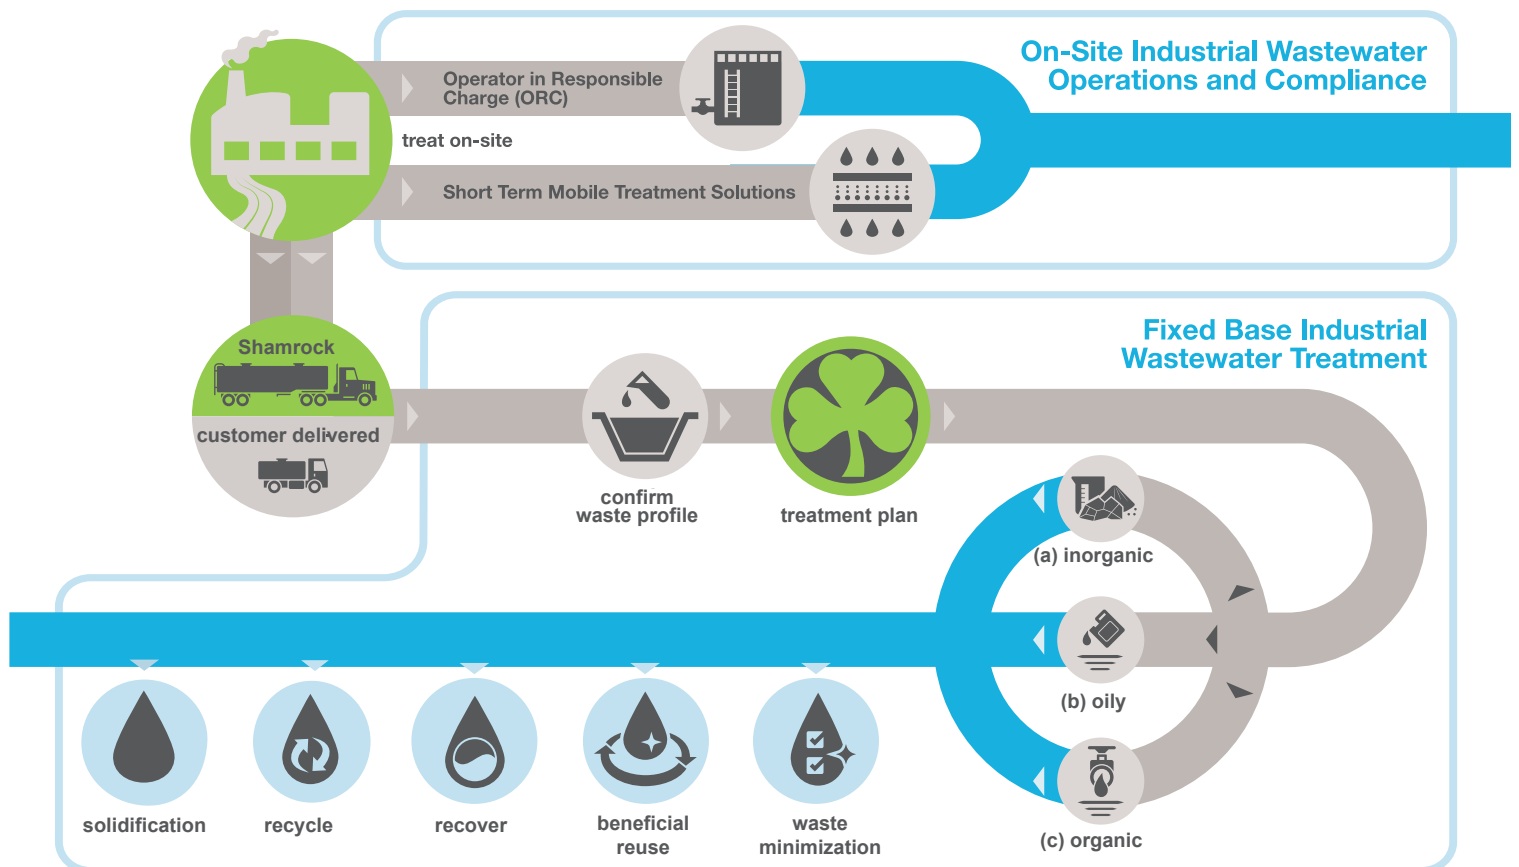 On-Site Industrial Wastewater
Operations and Compliance
Operator in Responsible
Charge (ORC)
treat on-site
Short Term Mobile Treatment Solutions
Fixed Base Industrial
Wastewater Treatment
Shamrock
customer delivered
confirm
waste profile
treatment plan
(a) inorganic
(b) oily
(c) organic
solidification
recycle
recover
beneficial
reuse
waste
minimization